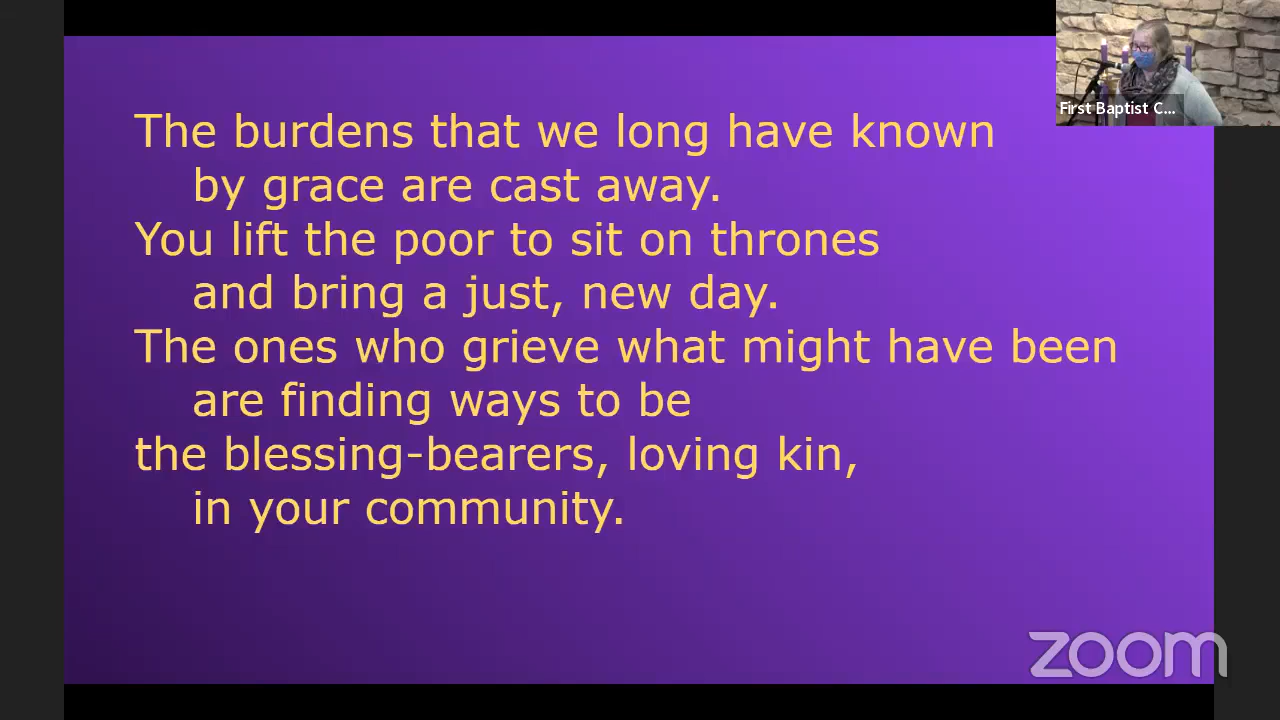 First Baptist C...
The burdens that we long have known
by grace are cast away.
You lift the poor to sit on thrones
and bring a just, new day.
The ones who grieve what might have been
are finding ways to be
the blessing-bearers, loving kin,
in your community.
zoom